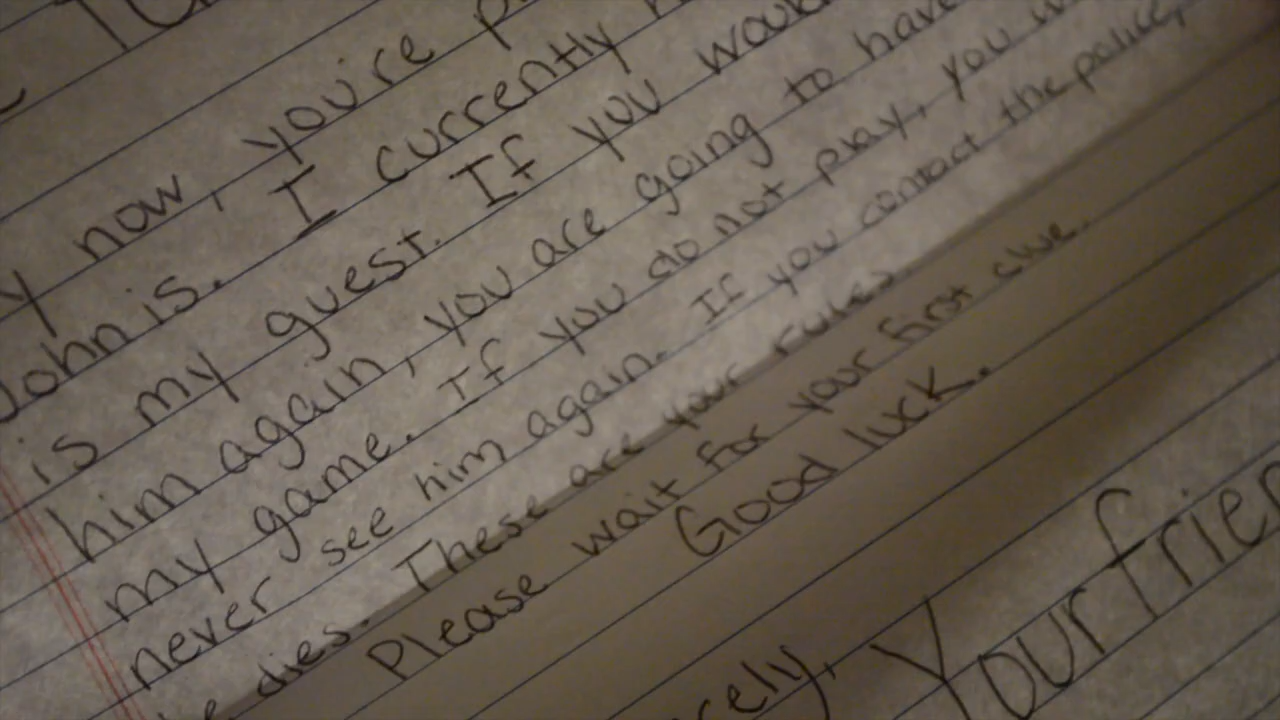 now, you're
John is. I currently
is my guest. If you would
him again, you are going to have
my game. If you do not play, you
never see him again. If you contact the police,
he dies. These are your rules.
Please wait for your first clue.
Good luck.
Your